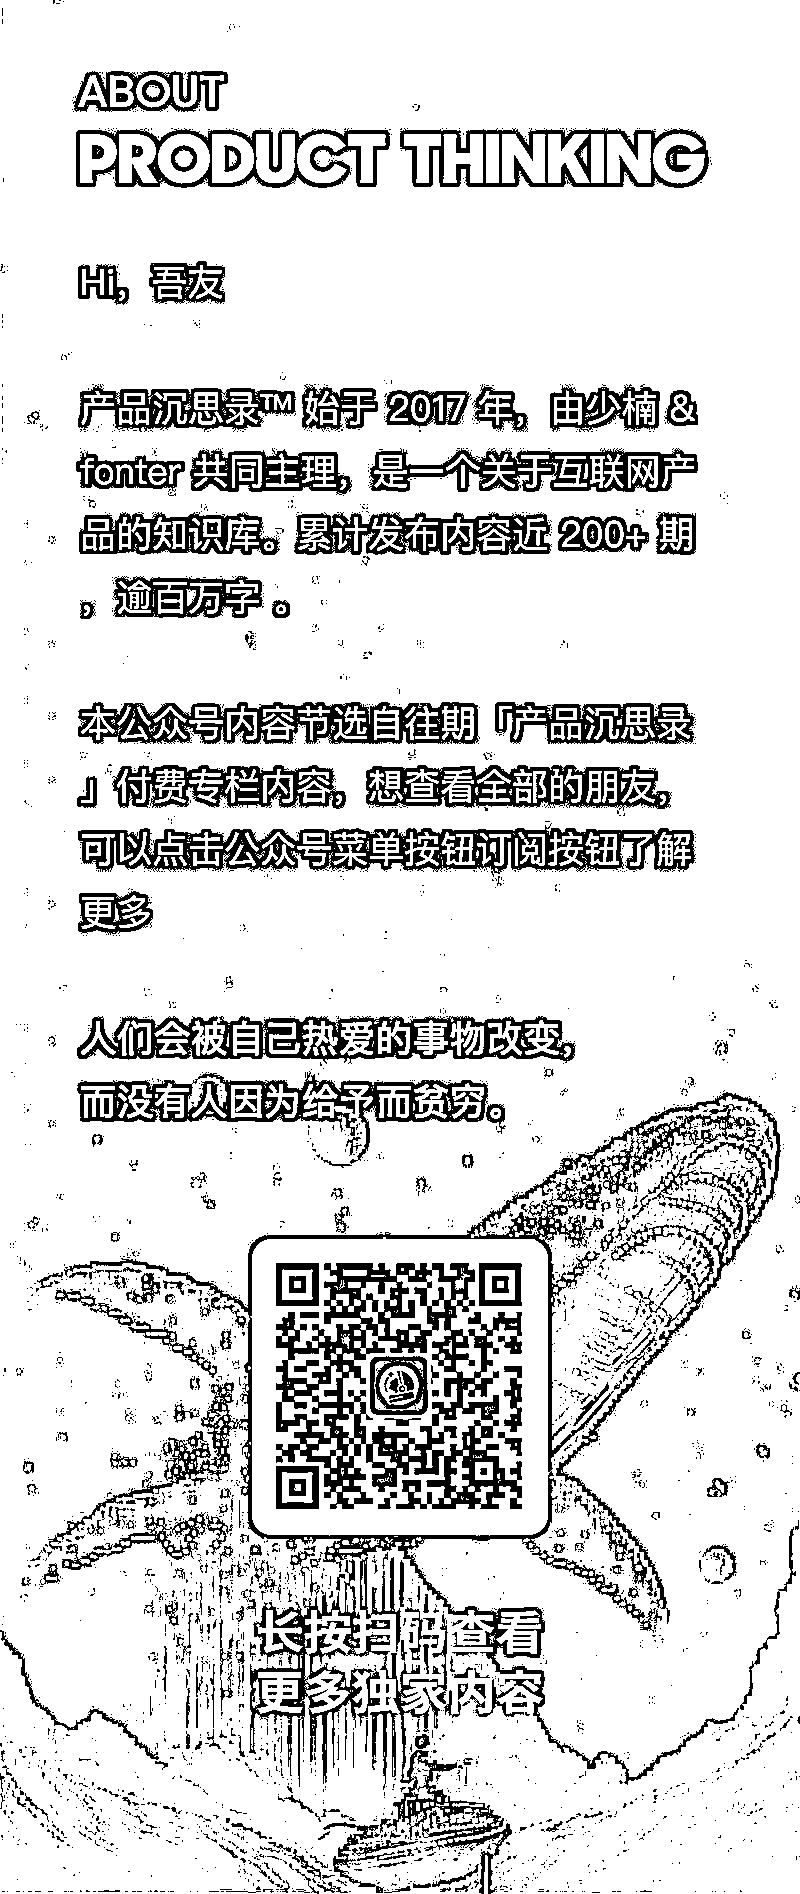 ABOUT
PRODUCT THINKING
Hi，吾友
产品沉思录™ 始于 2017 年，由少楠 &
fonter 共同主理，是一个关于互联网产
品的知识库。累计发布内容近 200+ 期
，逾百万字 。
本公众号内容节选自往期「产品沉思录
」付费专栏内容，想查看全部的朋友，
可以点击公众号菜单按钮订阅按钮了解
更多
人们会被自己热爱的事物改变，
而没有人因为给予而贫穷。
长按扫码查看
更多独家内容